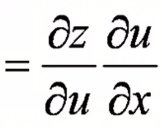 = ∂z/∂u ∂u/∂x